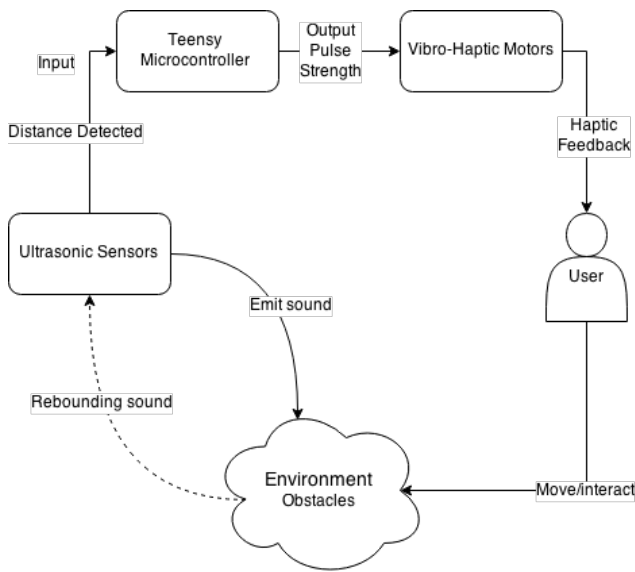 Teensy
Microcontroller
Output
Pulse
Strength
Vibro-Haptic Motors
Input
Distance Detected
Haptic
Feedback
Ultrasonic Sensors
User
Emit sound
Rebounding sound
Environment
Obstacles
Move/interact